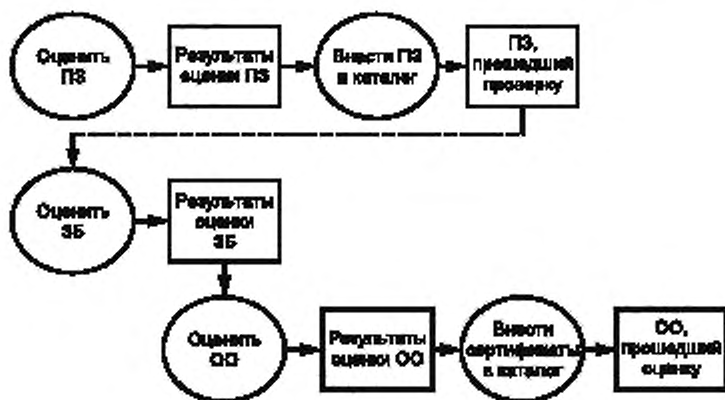 Оценить
ПЗ
Результаты
оценки ПЗ
Внести ПЗ
в каталог
ПЗ,
прошедший
проверку
Оценить
ЗБ
Результаты
оценки
ЗБ
Оценить
ОО
Результаты
оценки ОО
Внести
сертификаты
в каталог
ОО,
прошедший
оценку